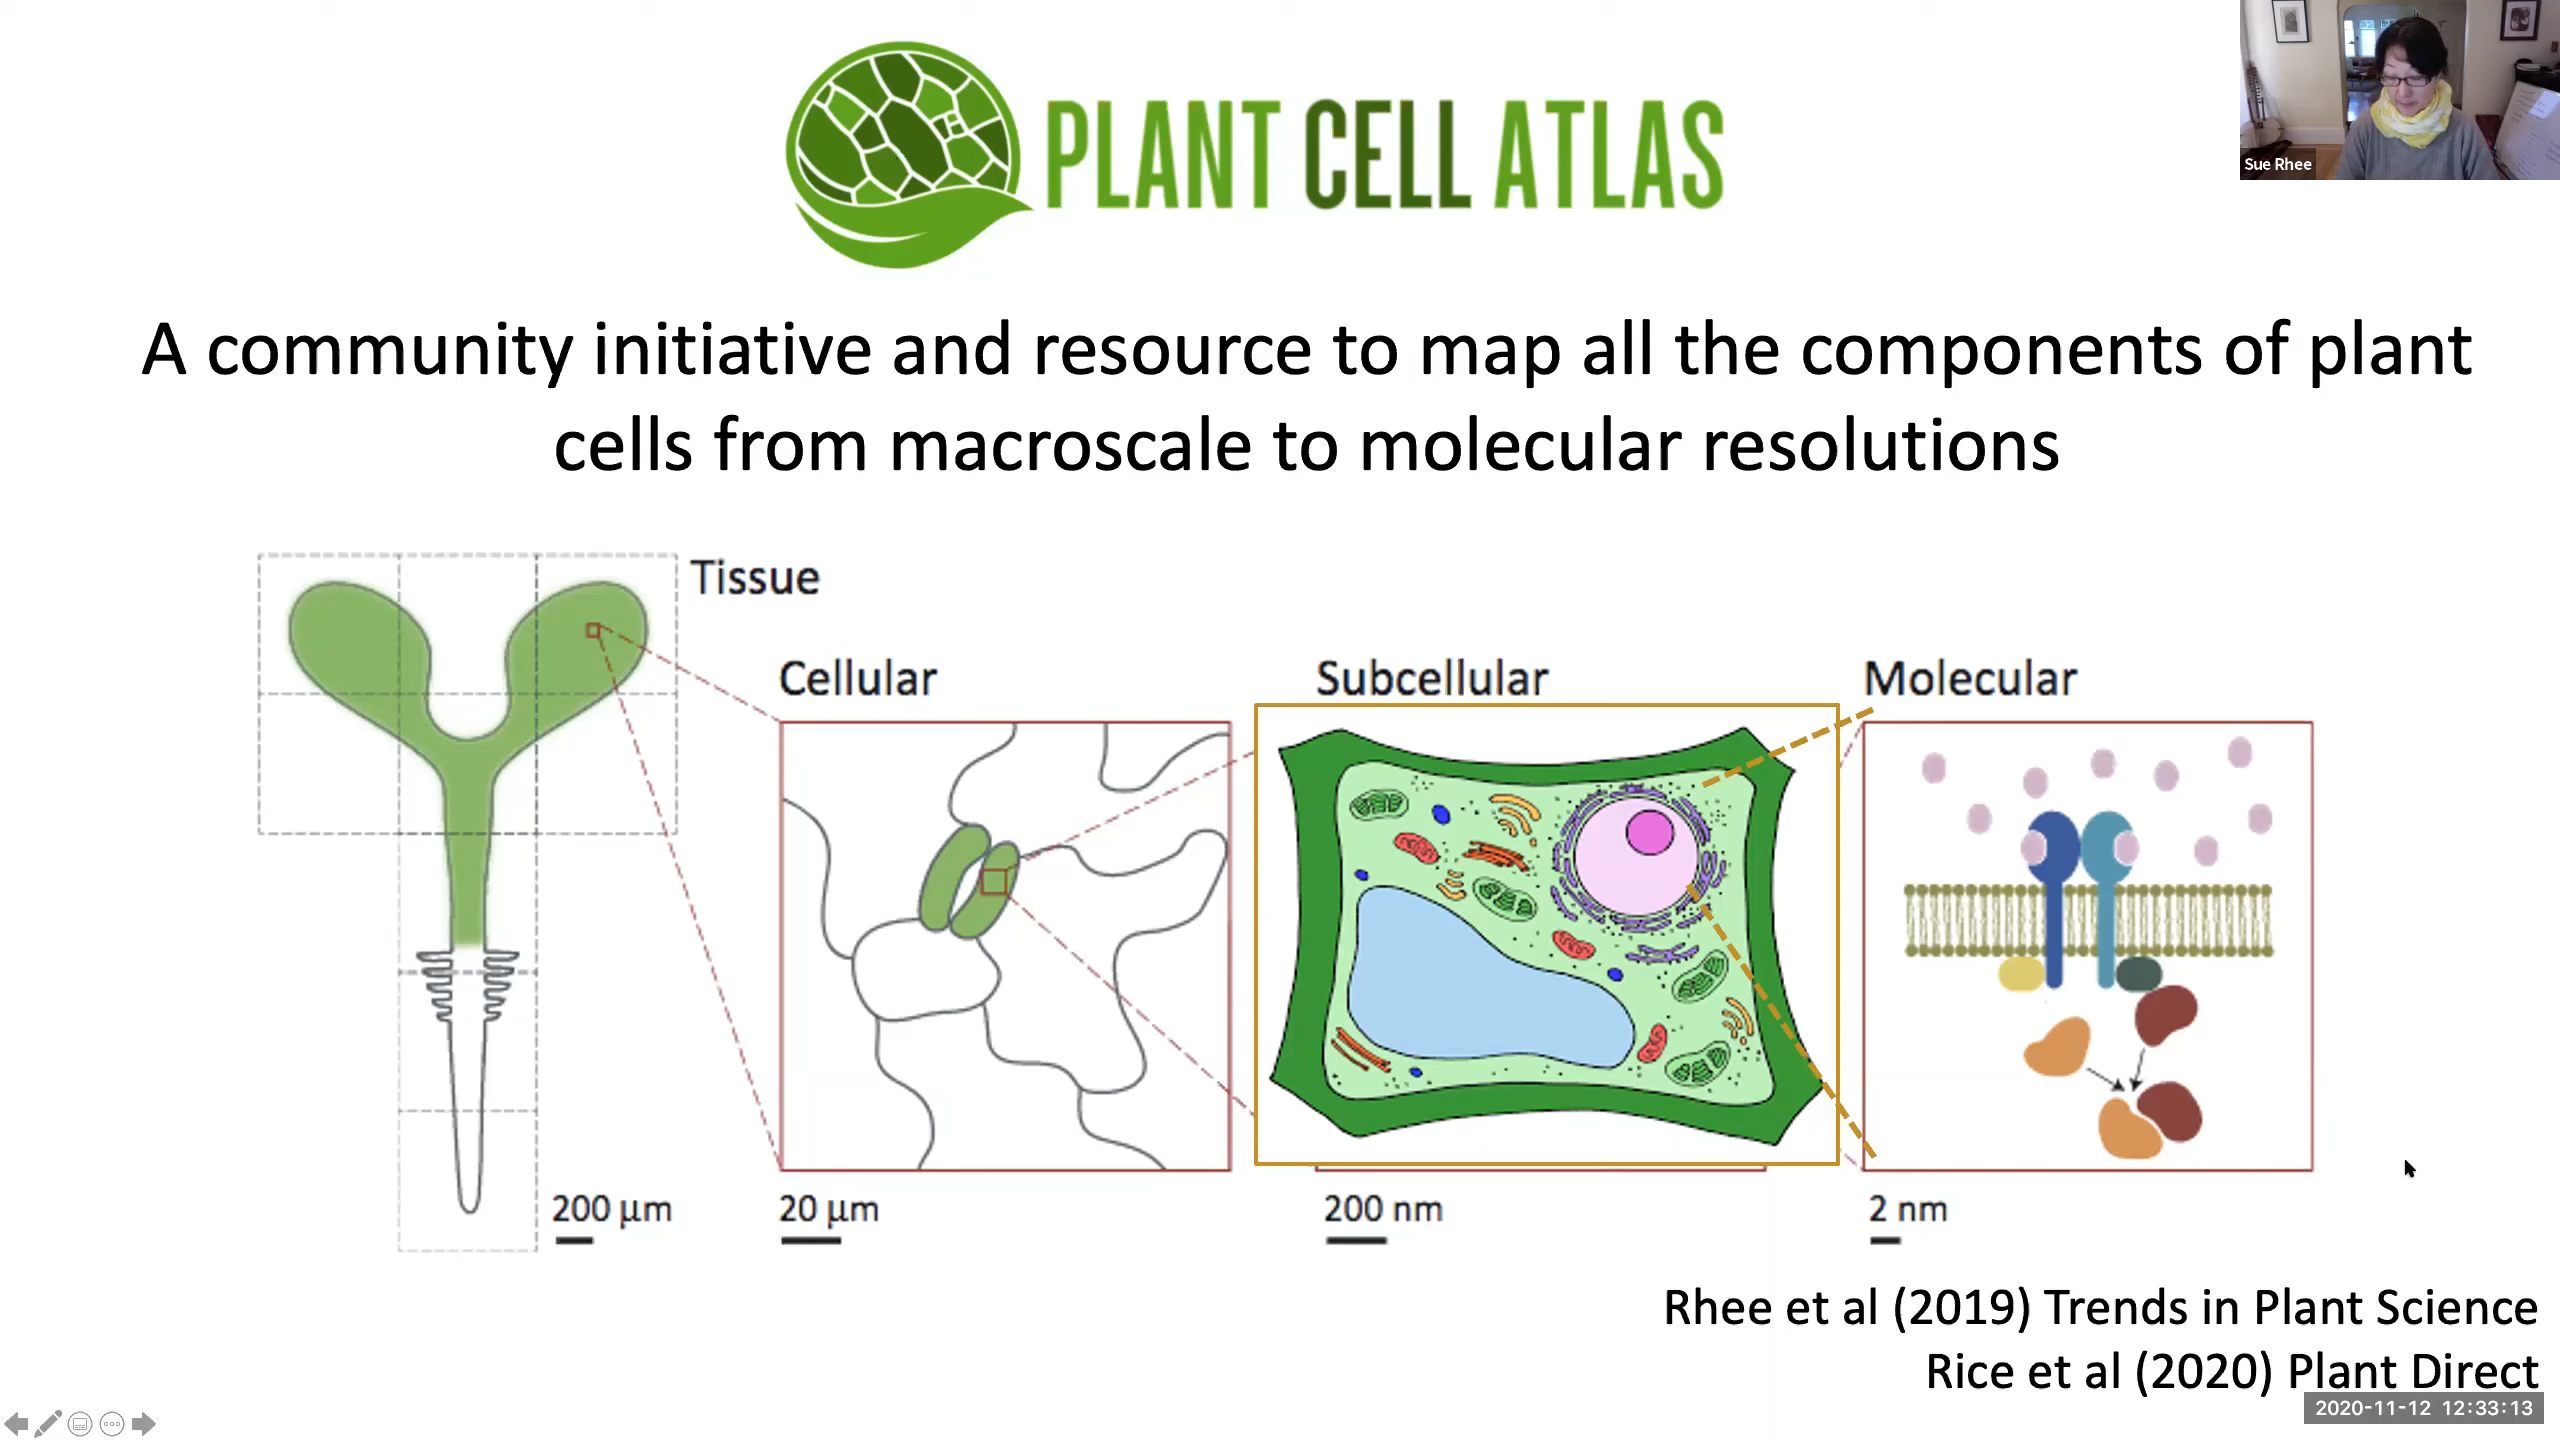 Sue Rhee
PLANT CELL ATLAS
A community initiative and resource to map all the components of plant
cells from macroscale to molecular resolutions
Tissue
Cellular
Subcellular
Molecular
200 μm
20 μm
200 nm
2 nm
Rhee et al (2019) Trends in Plant Science
Rice et al (2020) Plant Direct
2020-11-12 12:33:13